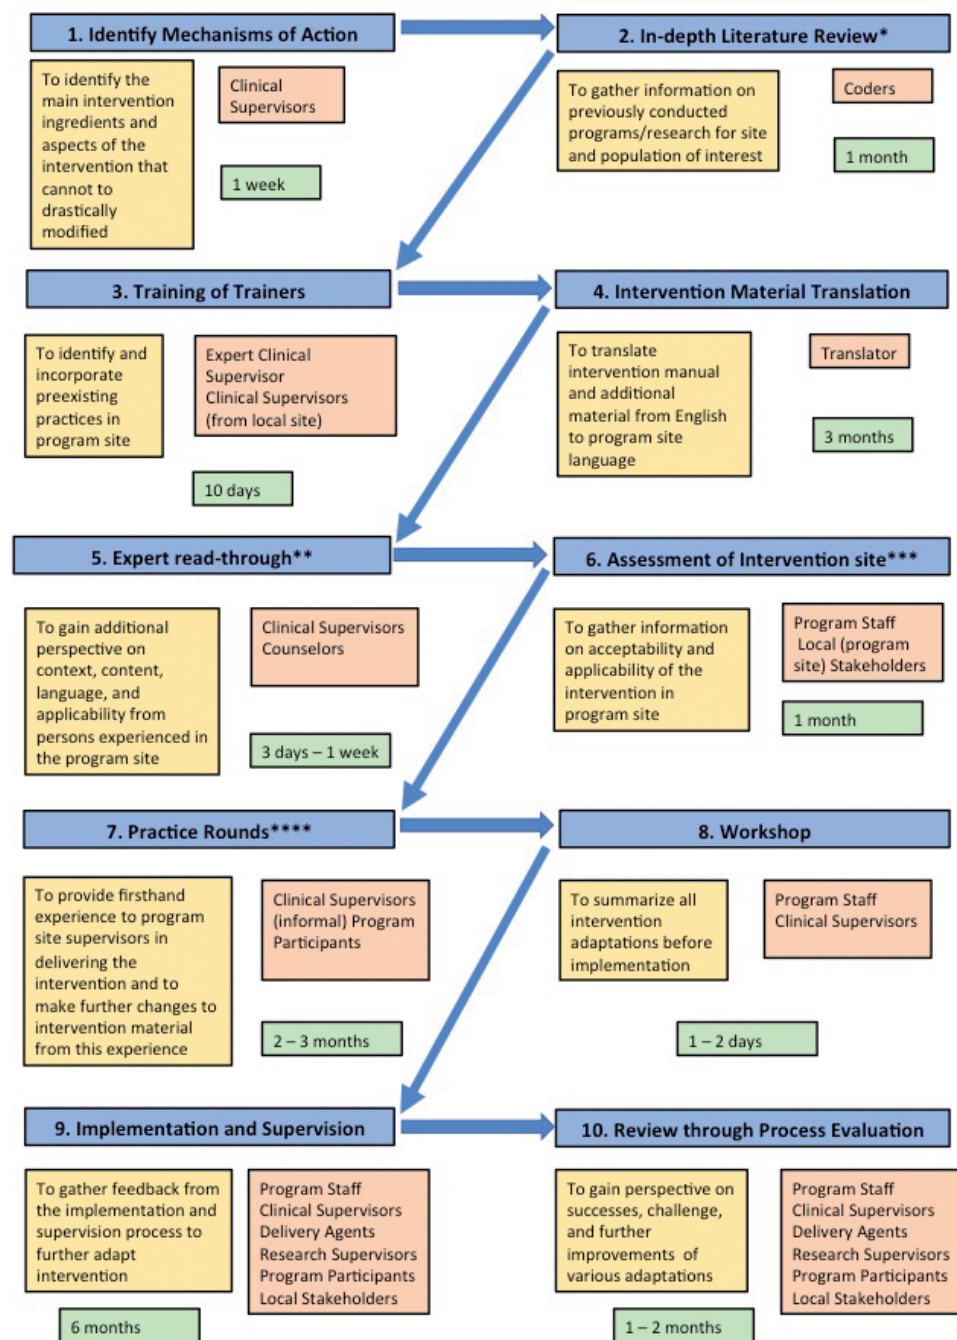 1. Identify Mechanisms of Action
To identify the
main intervention
ingredients and
aspects of the
intervention that
cannot to
drastically
modified
Clinical
Supervisors
1 week
2. In-depth Literature Review*
To gather information on
previously conducted
programs/research for site
and population of interest
Coders
1 month
3. Training of Trainers
To identify and
incorporate
preexisting
practices in
program site
Expert Clinical
Supervisor
Clinical Supervisors
(from local site)
10 days
4. Intervention Material Translation
To translate
intervention manual
and additional
material from English
to program site
language
Translator
3 months
5. Expert read-through**
To gain additional
perspective on
context, content,
language, and
applicability from
persons experienced in
the program site
Clinical Supervisors
Counselors
3 days – 1 week
6. Assessment of Intervention site***
To gather information
on acceptability and
applicability of the
intervention in
program site
Program Staff
Local (program
site) Stakeholders
1 month
7. Practice Rounds****
To provide firsthand
experience to program
site supervisors in
delivering the
intervention and to
make further changes to
intervention material
from this experience
Clinical Supervisors
(informal) Program
Participants
2 – 3 months
8. Workshop
To summarize all
intervention
adaptations before
implementation
Program Staff
Clinical Supervisors
1 – 2 days
9. Implementation and Supervision
To gather feedback from
the implementation and
supervision process to
further adapt
intervention
Program Staff
Clinical Supervisors
Delivery Agents
Research Supervisors
Program Participants
Local Stakeholders
6 months
10. Review through Process Evaluation
To gain perspective on
successes, challenge,
and further
improvements of
various adaptations
Program Staff
Clinical Supervisors
Delivery Agents
Research Supervisors
Program Participants
Local Stakeholders
1 – 2 months